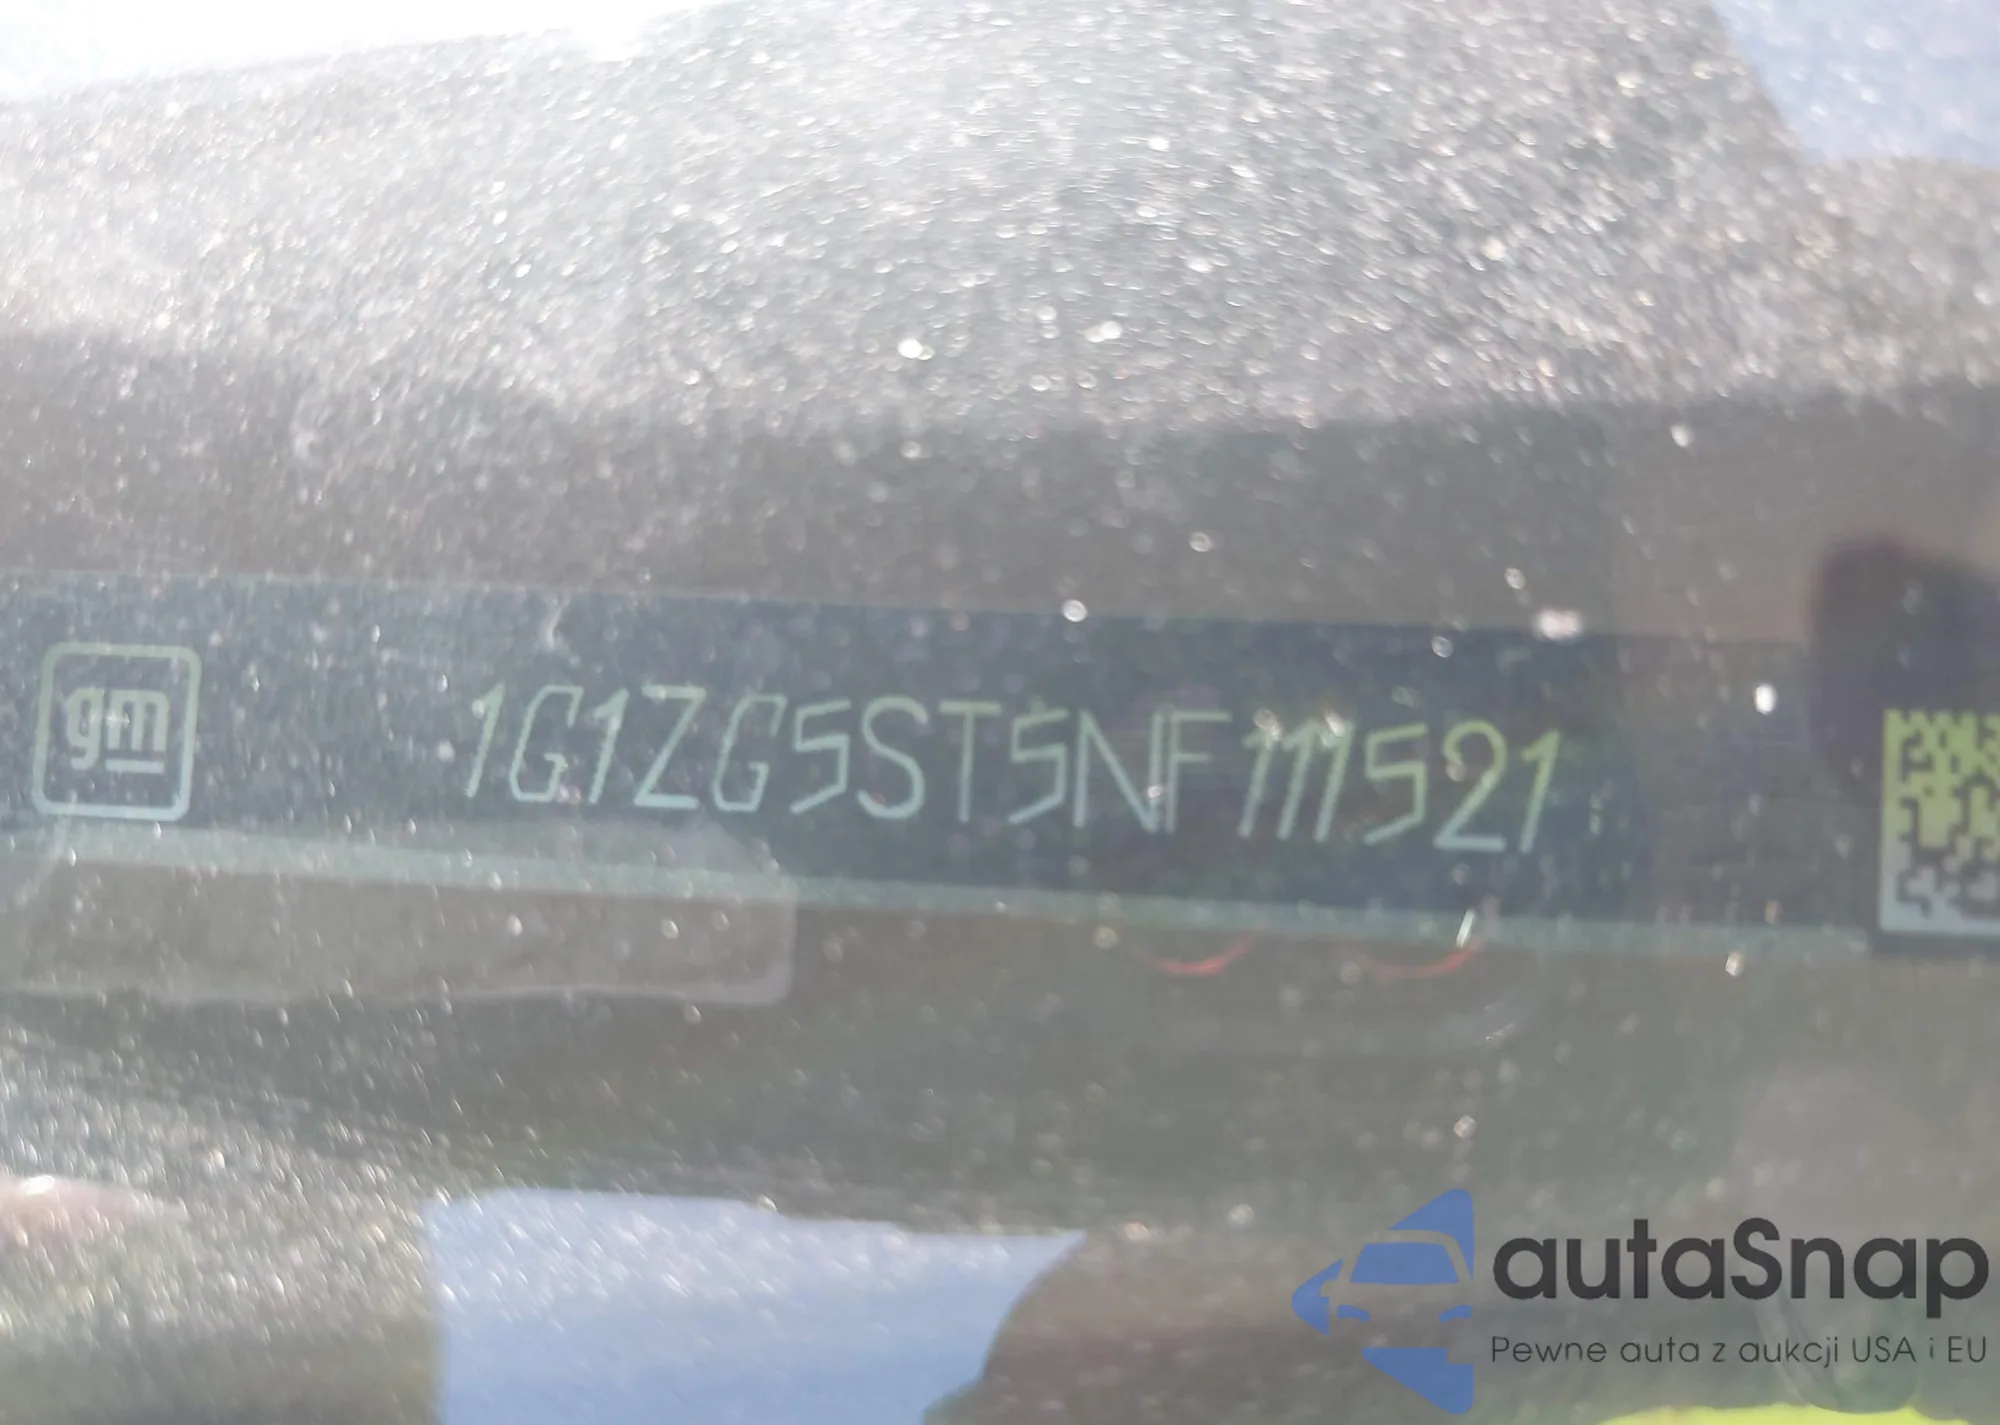 gm
1G1ZG5ST5NF111521
autaSnap
Pewne auta z aukcji USA i EU